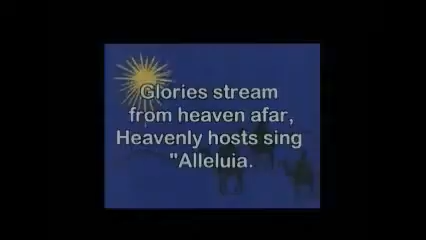 Glories stream
from heaven afar,
Heavenly hosts sing
"Alleluia.